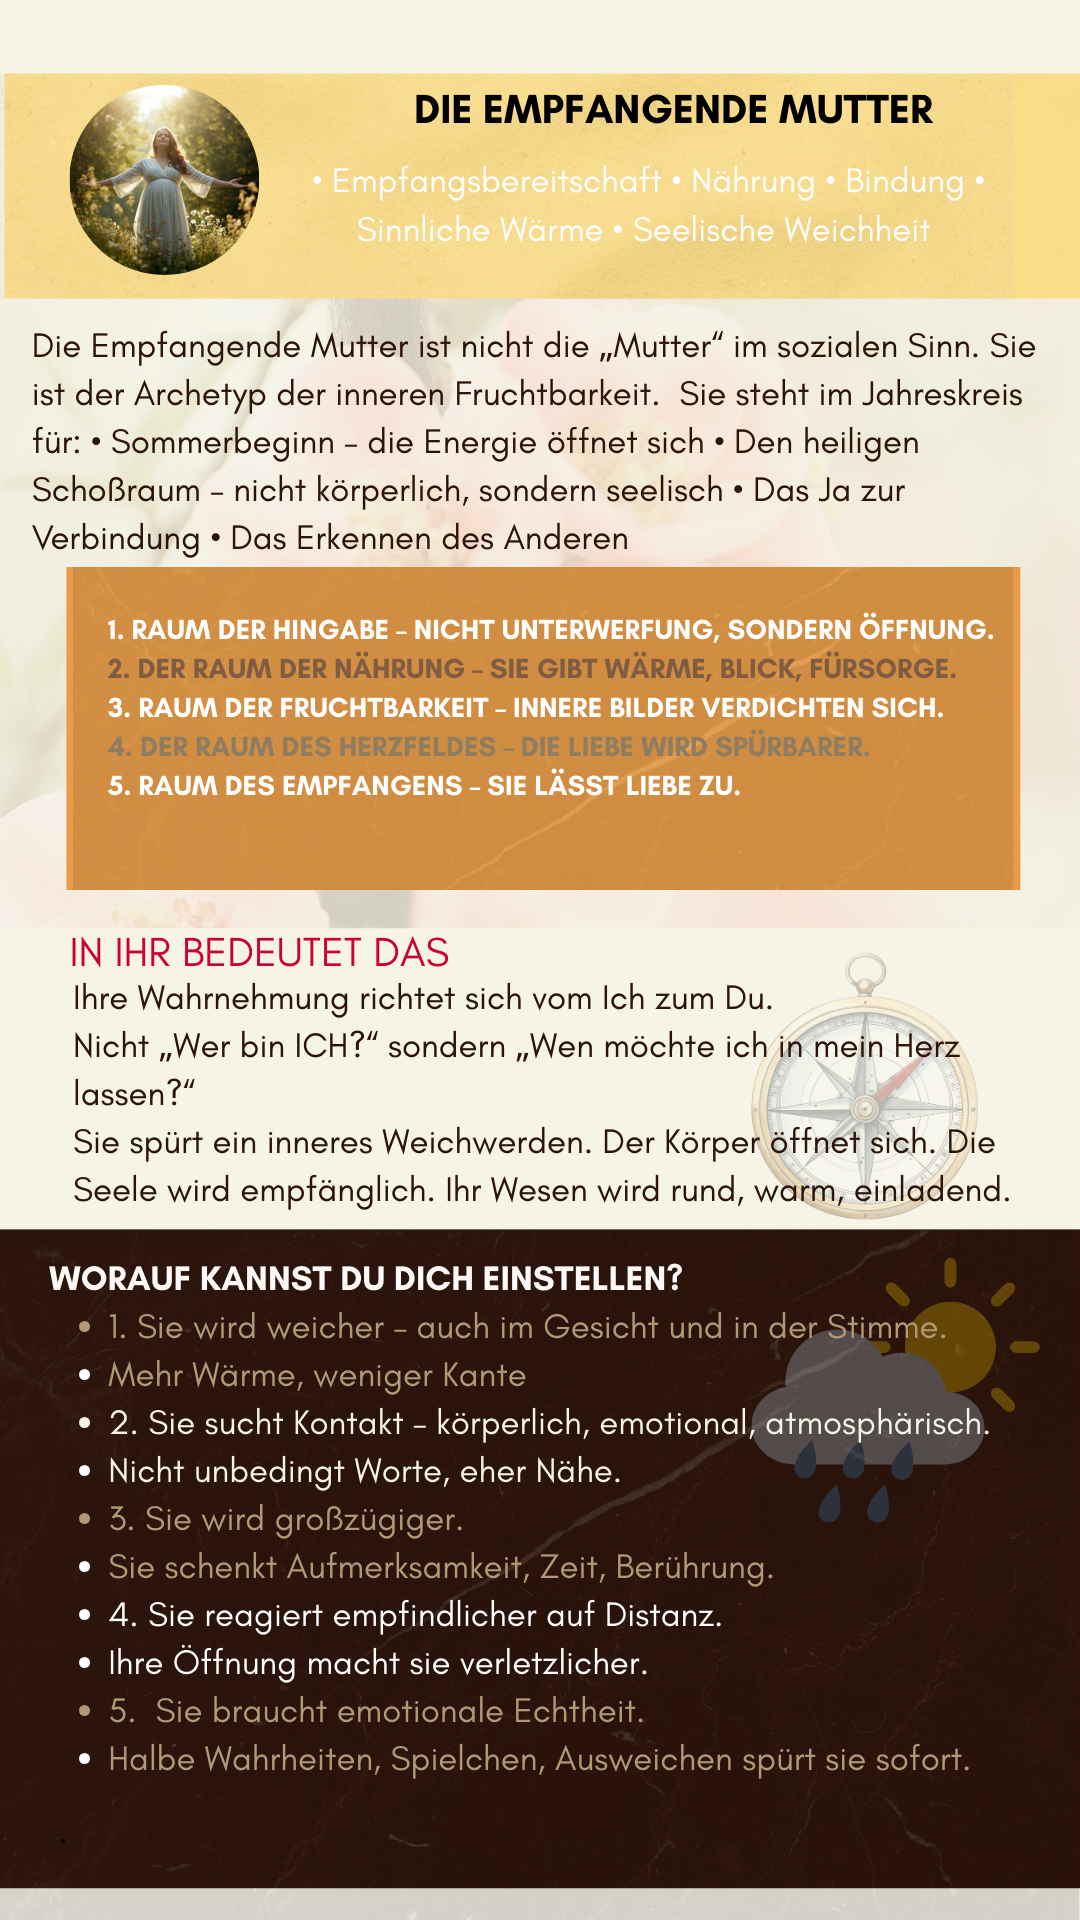 DIE EMPFANGENDE MUTTER
• Empfangsbereitschaft • Nährung • Bindung •
Sinnliche Wärme • Seelische Weichheit
Die Empfangende Mutter ist nicht die „Mutter“ im sozialen Sinn. Sie
ist der Archetyp der inneren Fruchtbarkeit.  Sie steht im Jahreskreis
für: • Sommerbeginn – die Energie öffnet sich • Den heiligen
Schoßraum – nicht körperlich, sondern seelisch • Das Ja zur
Verbindung • Das Erkennen des Anderen
1. RAUM DER HINGABE – NICHT UNTERWERFUNG, SONDERN ÖFFNUNG.
2. DER RAUM DER NÄHRUNG – SIE GIBT WÄRME, BLICK, FÜRSORGE.
3. RAUM DER FRUCHTBARKEIT – INNERE BILDER VERDICHTEN SICH.
4. DER RAUM DES HERZFELDES – DIE LIEBE WIRD SPÜRBARER.
5. RAUM DES EMPFANGENS – SIE LÄSST LIEBE ZU.
IN IHR BEDEUTET DAS
Ihre Wahrnehmung richtet sich vom Ich zum Du.
Nicht „Wer bin ICH?“ sondern „Wen möchte ich in mein Herz
lassen?“
Sie spürt ein inneres Weichwerden. Der Körper öffnet sich. Die
Seele wird empfänglich. Ihr Wesen wird rund, warm, einladend.
WORAUF KANNST DU DICH EINSTELLEN?
• 1. Sie wird weicher – auch im Gesicht und in der Stimme.
• Mehr Wärme, weniger Kante
• 2. Sie sucht Kontakt – körperlich, emotional, atmosphärisch.
• Nicht unbedingt Worte, eher Nähe.
• 3. Sie wird großzügiger.
• Sie schenkt Aufmerksamkeit, Zeit, Berührung.
• 4. Sie reagiert empfindlicher auf Distanz.
• Ihre Öffnung macht sie verletzlicher.
• 5.  Sie braucht emotionale Echtheit.
• Halbe Wahrheiten, Spielchen, Ausweichen spürt sie sofort.
.